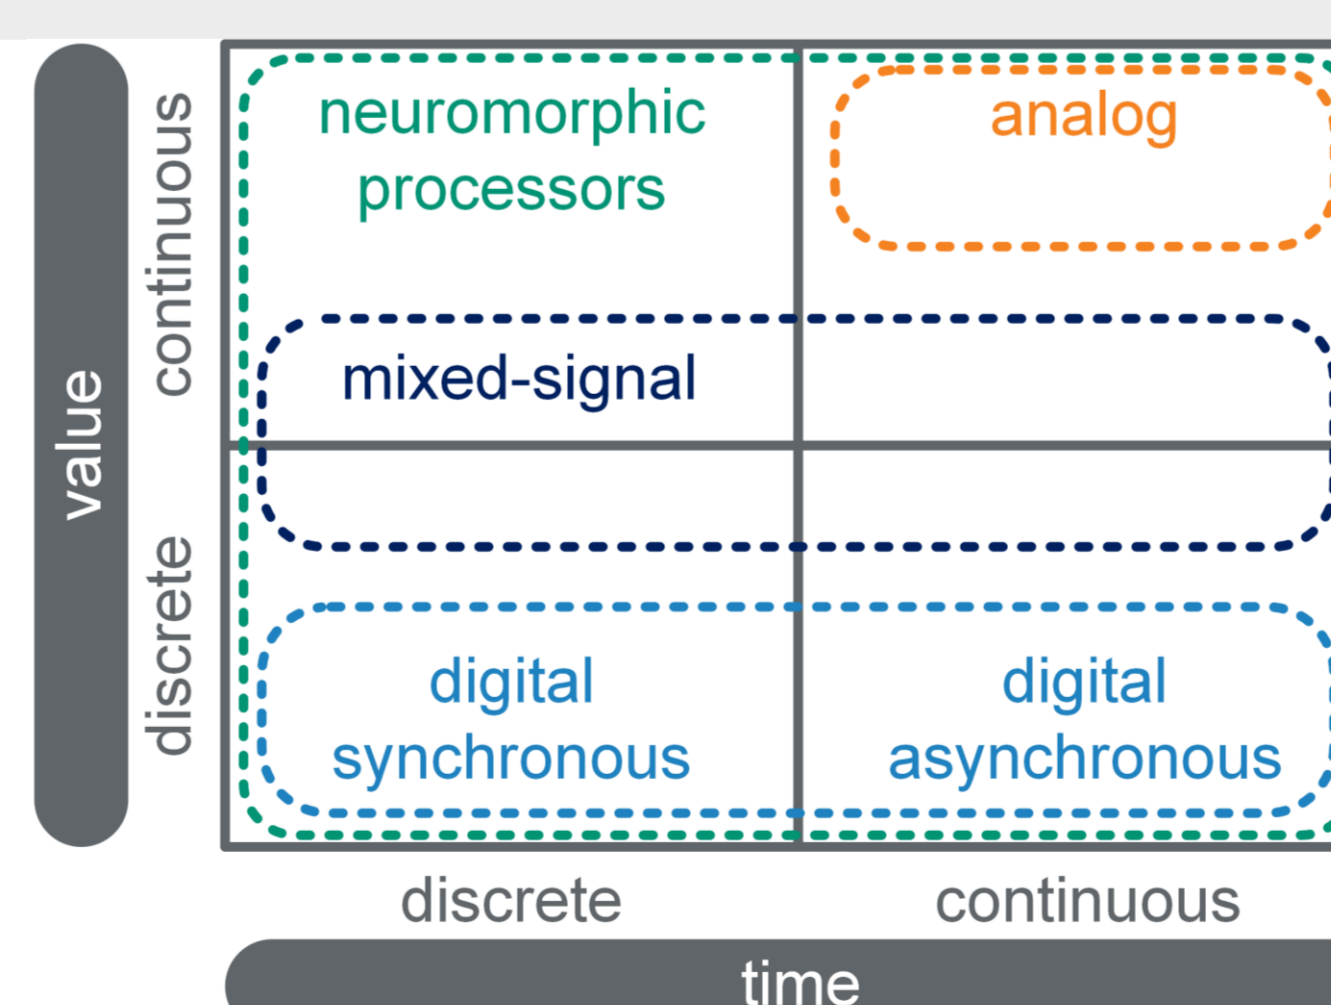 value
continuous
discrete
neuromorphic
processors
analog
mixed-signal
digital
synchronous
digital
asynchronous
discrete
continuous
time